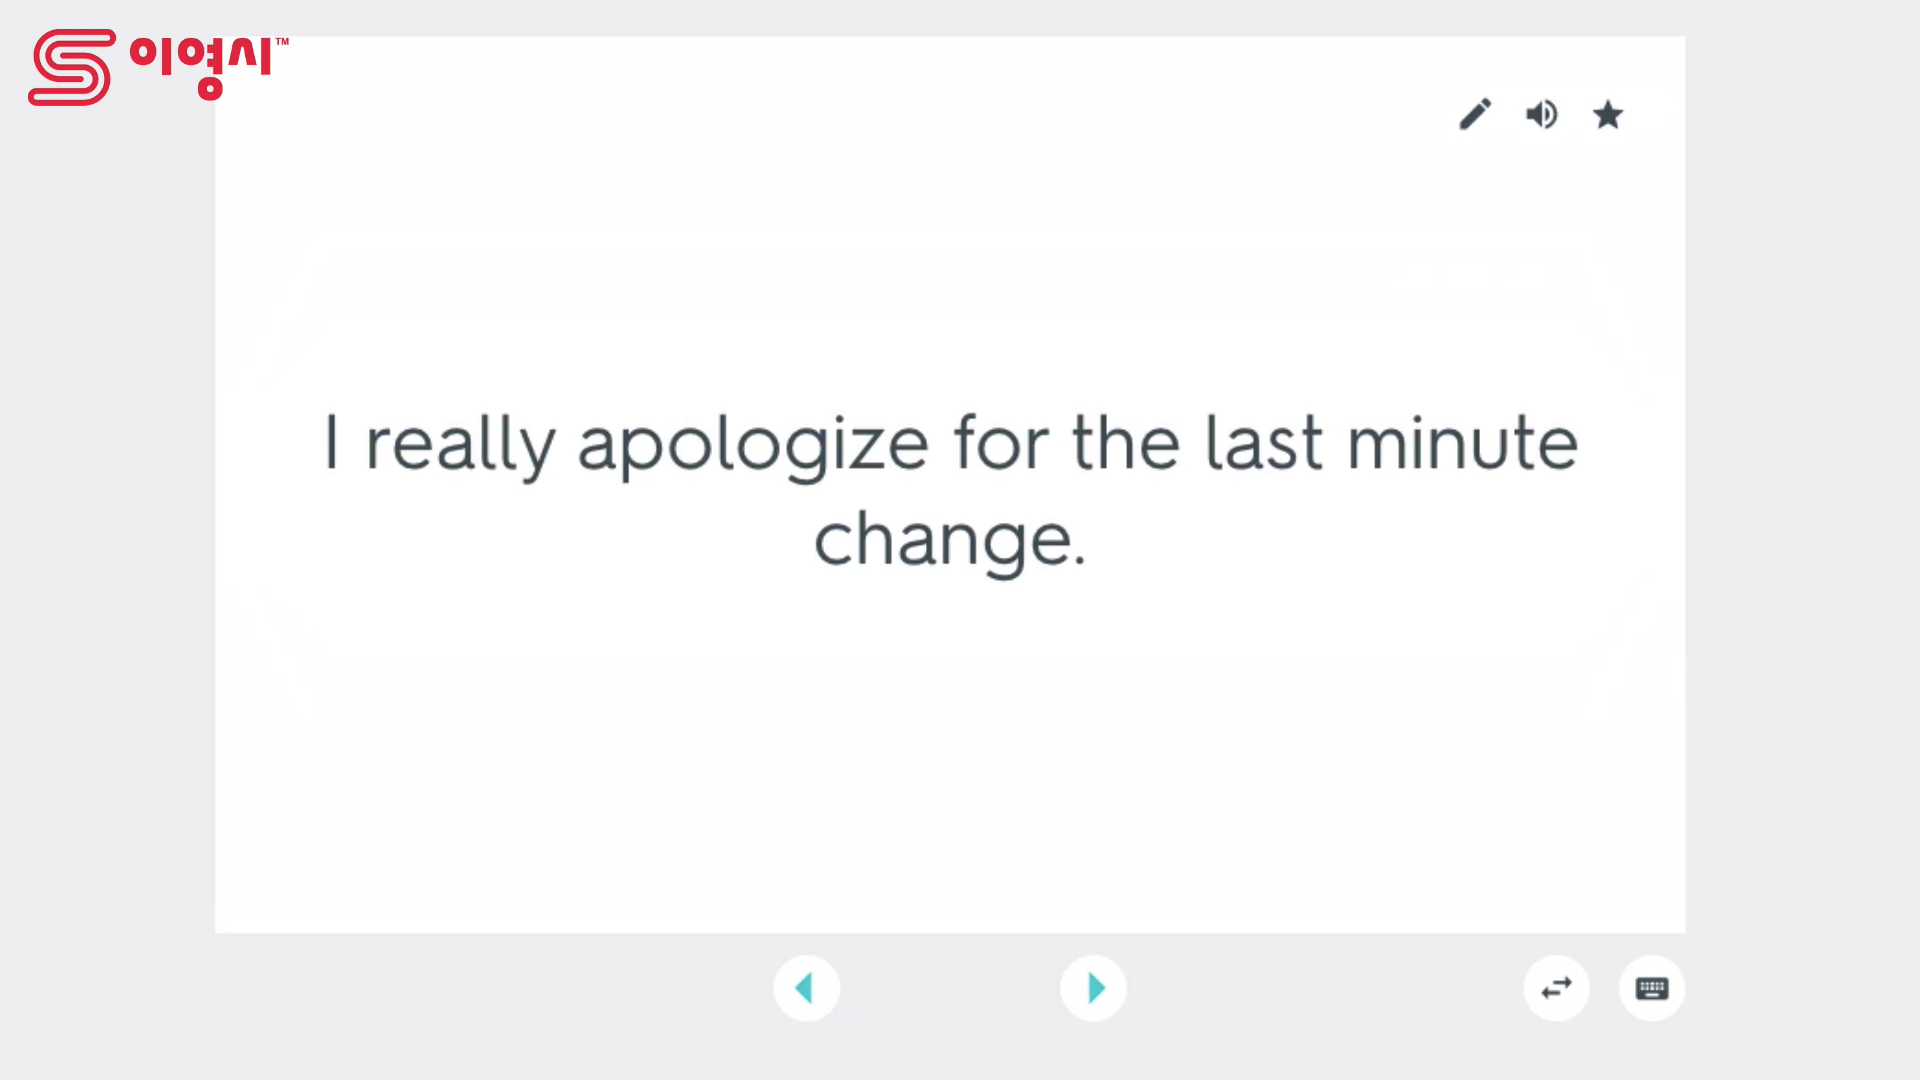 이영시™
I really apologize for the last minute
change.